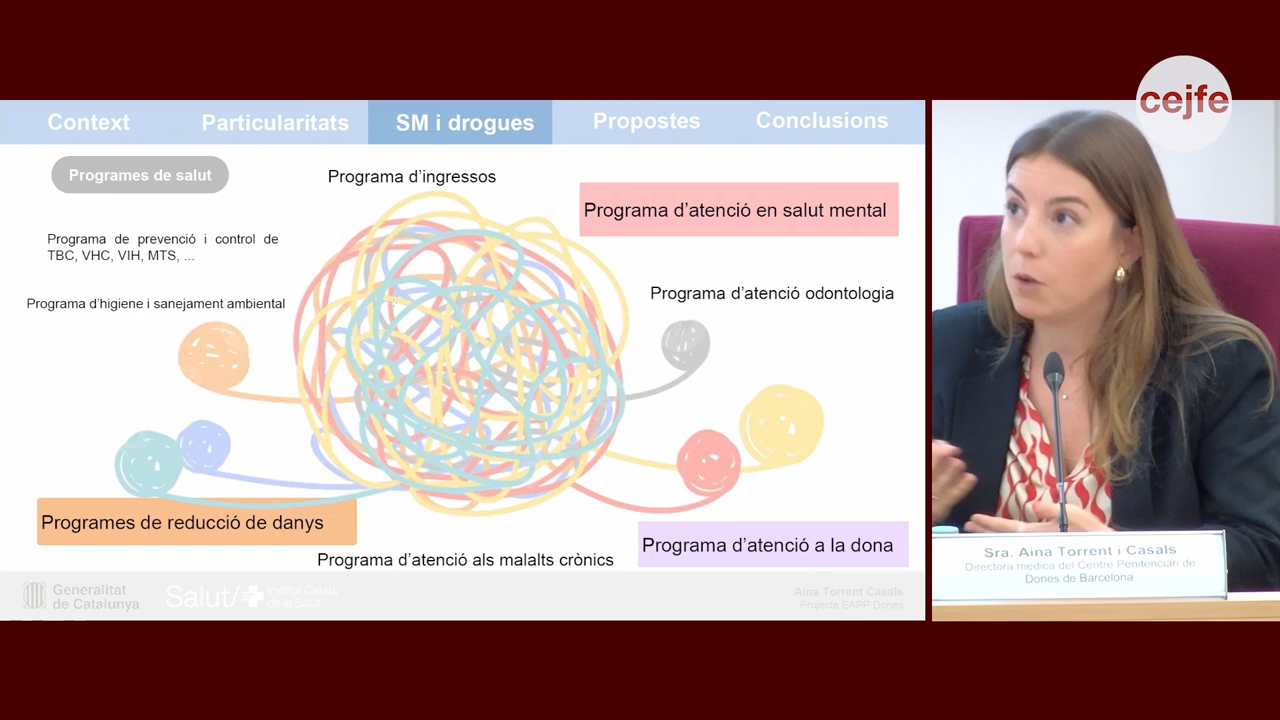 cejfe
Context
Particularitats
SM i drogues
Propostes
Conclusions
Programes de salut
Programa d'ingressos
Programa d'atenció en salut mental
Programa de prevenció i control de
TBC, VHC, VIH, MTS, ...
Programa d'higiene i sanejament ambiental
Programa d'atenció odontologia
Programes de reducció de danys
Programa d'atenció als malalts crònics
Programa d'atenció a la dona
Generalitat
de Catalunya
Salut/
Institut Català
de la Salut
Aina Torrent Casals
Projecte EAPP Dones
Sra. Aina Torrent i Casals
Directora mèdica del Centre Penitenciari de
Dones de Barcelona